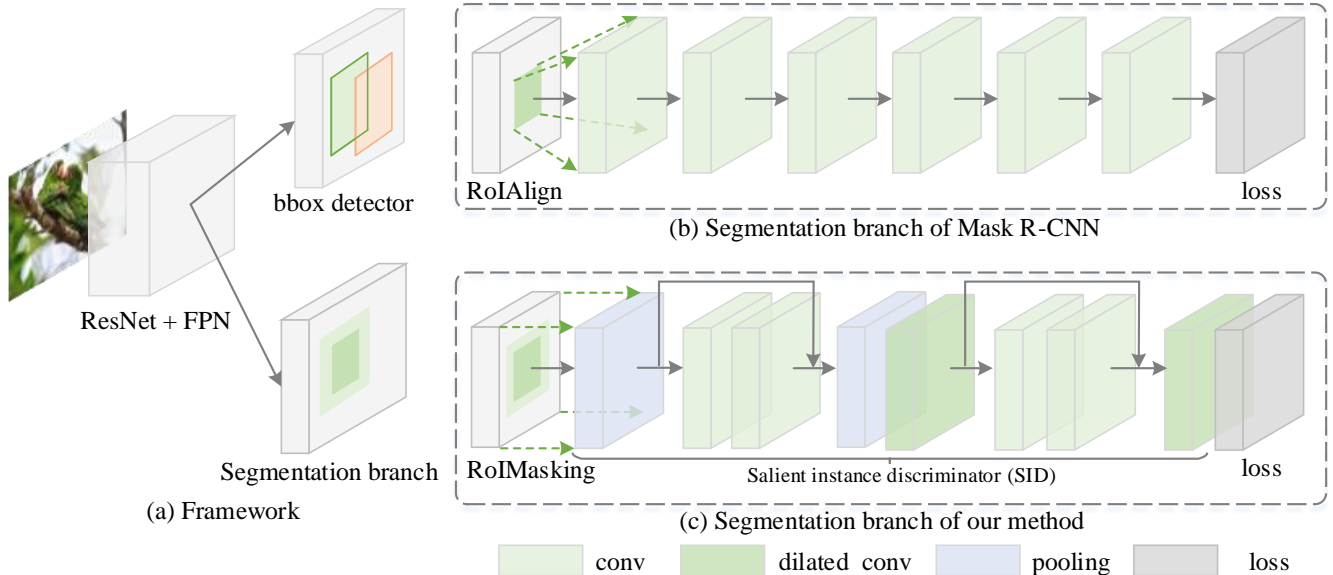 ResNet + FPN
bbox detector
Segmentation branch
(a) Framework
RoIAlign
loss
(b) Segmentation branch of Mask R-CNN
RoIMasking
Salient instance discriminator (SID)
loss
(c) Segmentation branch of our method
conv
dilated conv
pooling
loss